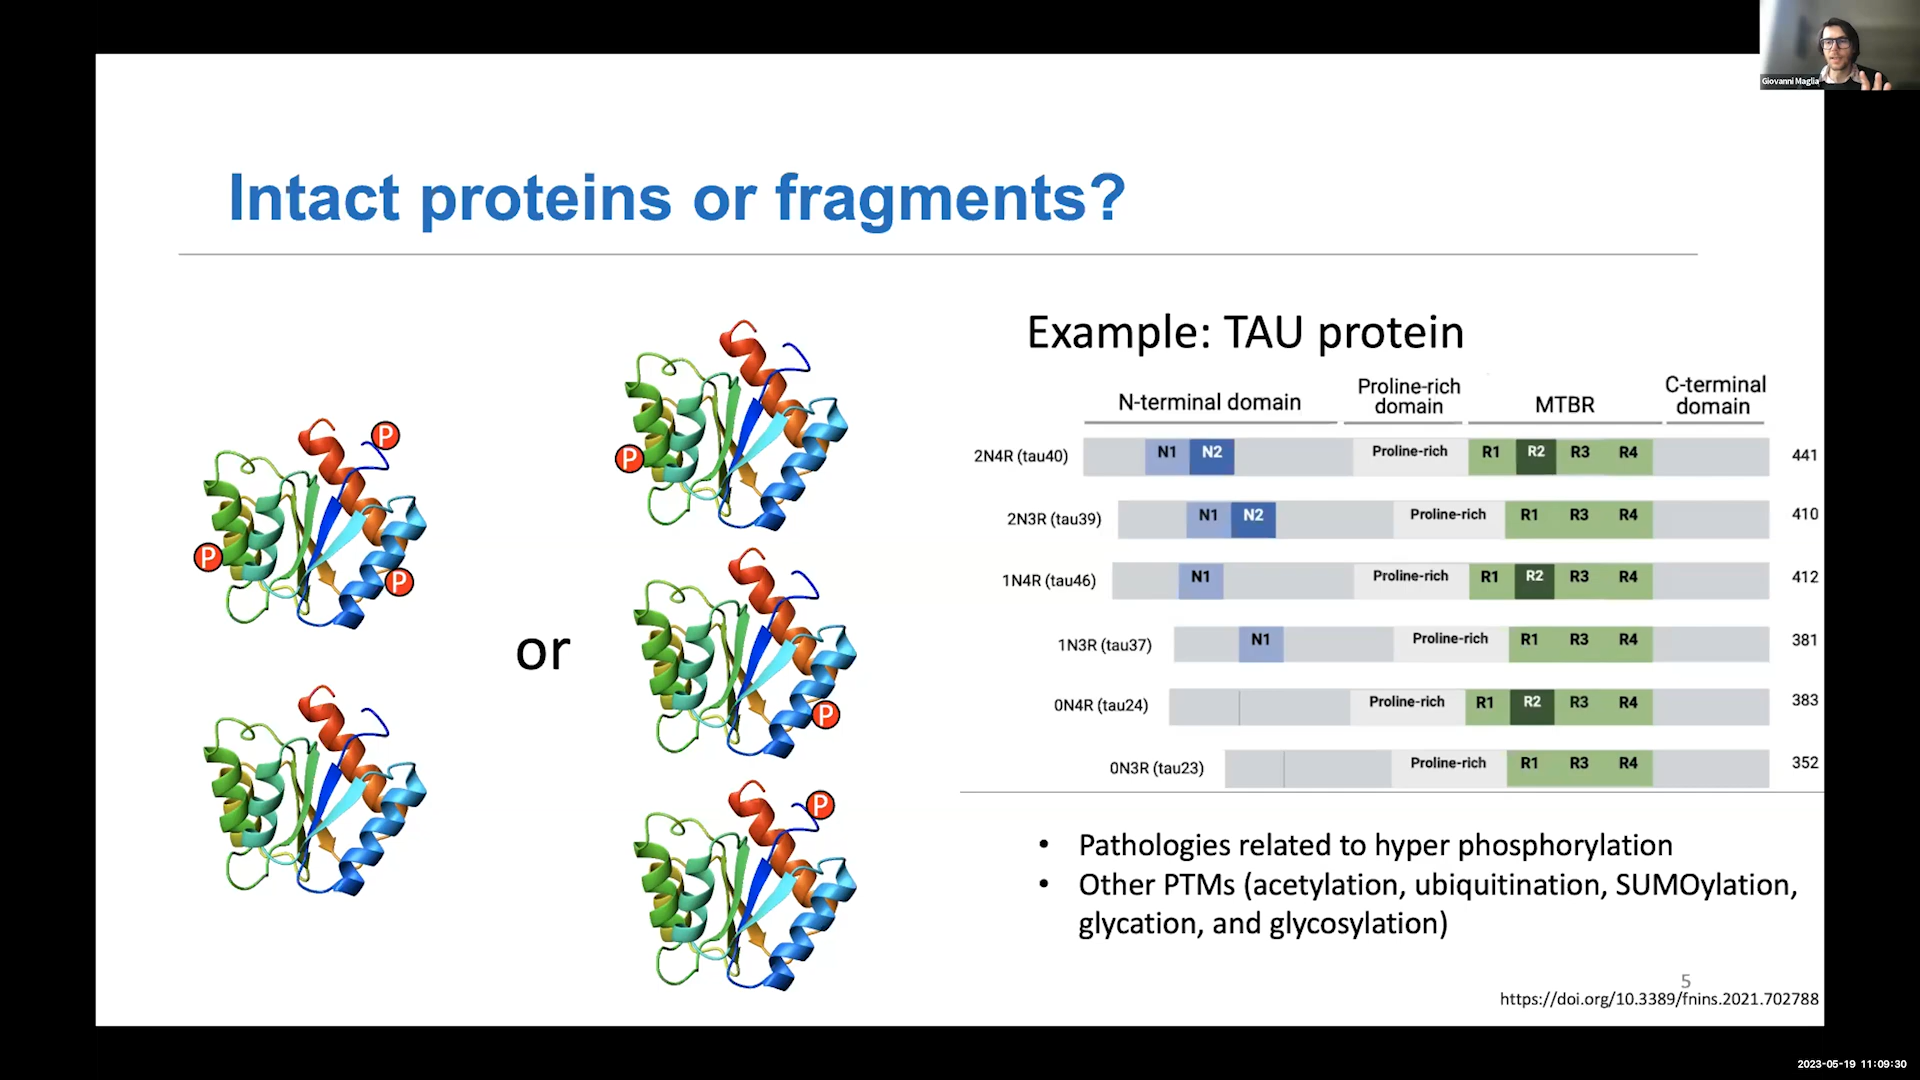 Giovanni Maglia
Intact proteins or fragments?
P
P
P
or
P
P
P
Example: TAU protein
N-terminal domain
Proline-rich
domain
MTBR
C-terminal
domain
2N4R (tau40) N1 N2 Proline-rich R1 R2 R3 R4 441
2N3R (tau39) N1 N2 Proline-rich R1 R3 R4 410
1N4R (tau46) N1 Proline-rich R1 R2 R3 R4 412
1N3R (tau37) N1 Proline-rich R1 R3 R4 381
0N4R (tau24) Proline-rich R1 R2 R3 R4 383
0N3R (tau23) Proline-rich R1 R3 R4 352
• Pathologies related to hyper phosphorylation
• Other PTMs (acetylation, ubiquitination, SUMOylation,
glycation, and glycosylation)
5
https://doi.org/10.3389/fnins.2021.702788
2023-05-19 11:09:30